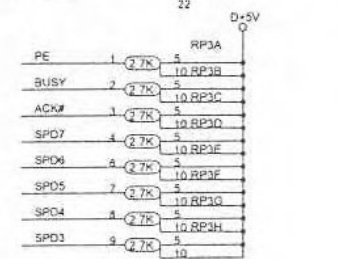 22
D+5V
RP3A
PE 1 2.7K 5
10 RP3B
BUSY 2 2.7K 5
10 RP3C
ACK# 3 2.7K 5
10 RP3D
SPD7 4 2.7K 5
10 RP3E
SPD6 6 2.7K 5
10 RP3F
SPD5 7 2.7K 5
10 RP3G
SPD4 8 2.7K 5
10 RP3H
SPD3 9 2.7K 5
10